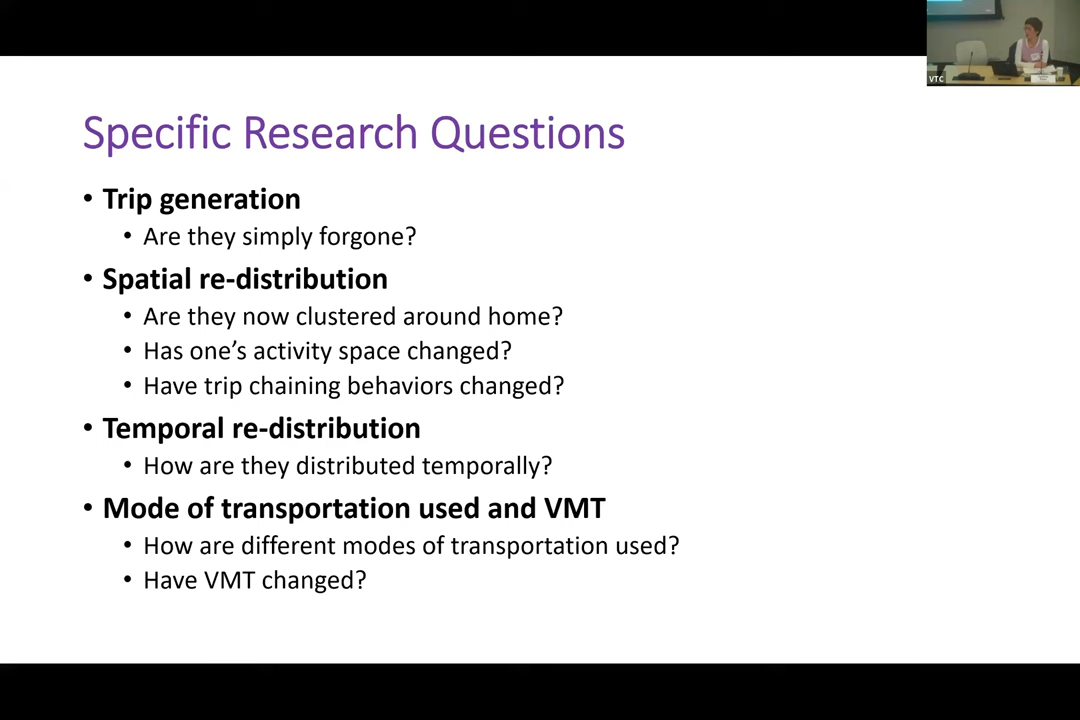 Specific Research Questions
• Trip generation
• Are they simply forgone?
• Spatial re-distribution
• Are they now clustered around home?
• Has one’s activity space changed?
• Have trip chaining behaviors changed?
• Temporal re-distribution
• How are they distributed temporally?
• Mode of transportation used and VMT
• How are different modes of transportation used?
• Have VMT changed?
VTC